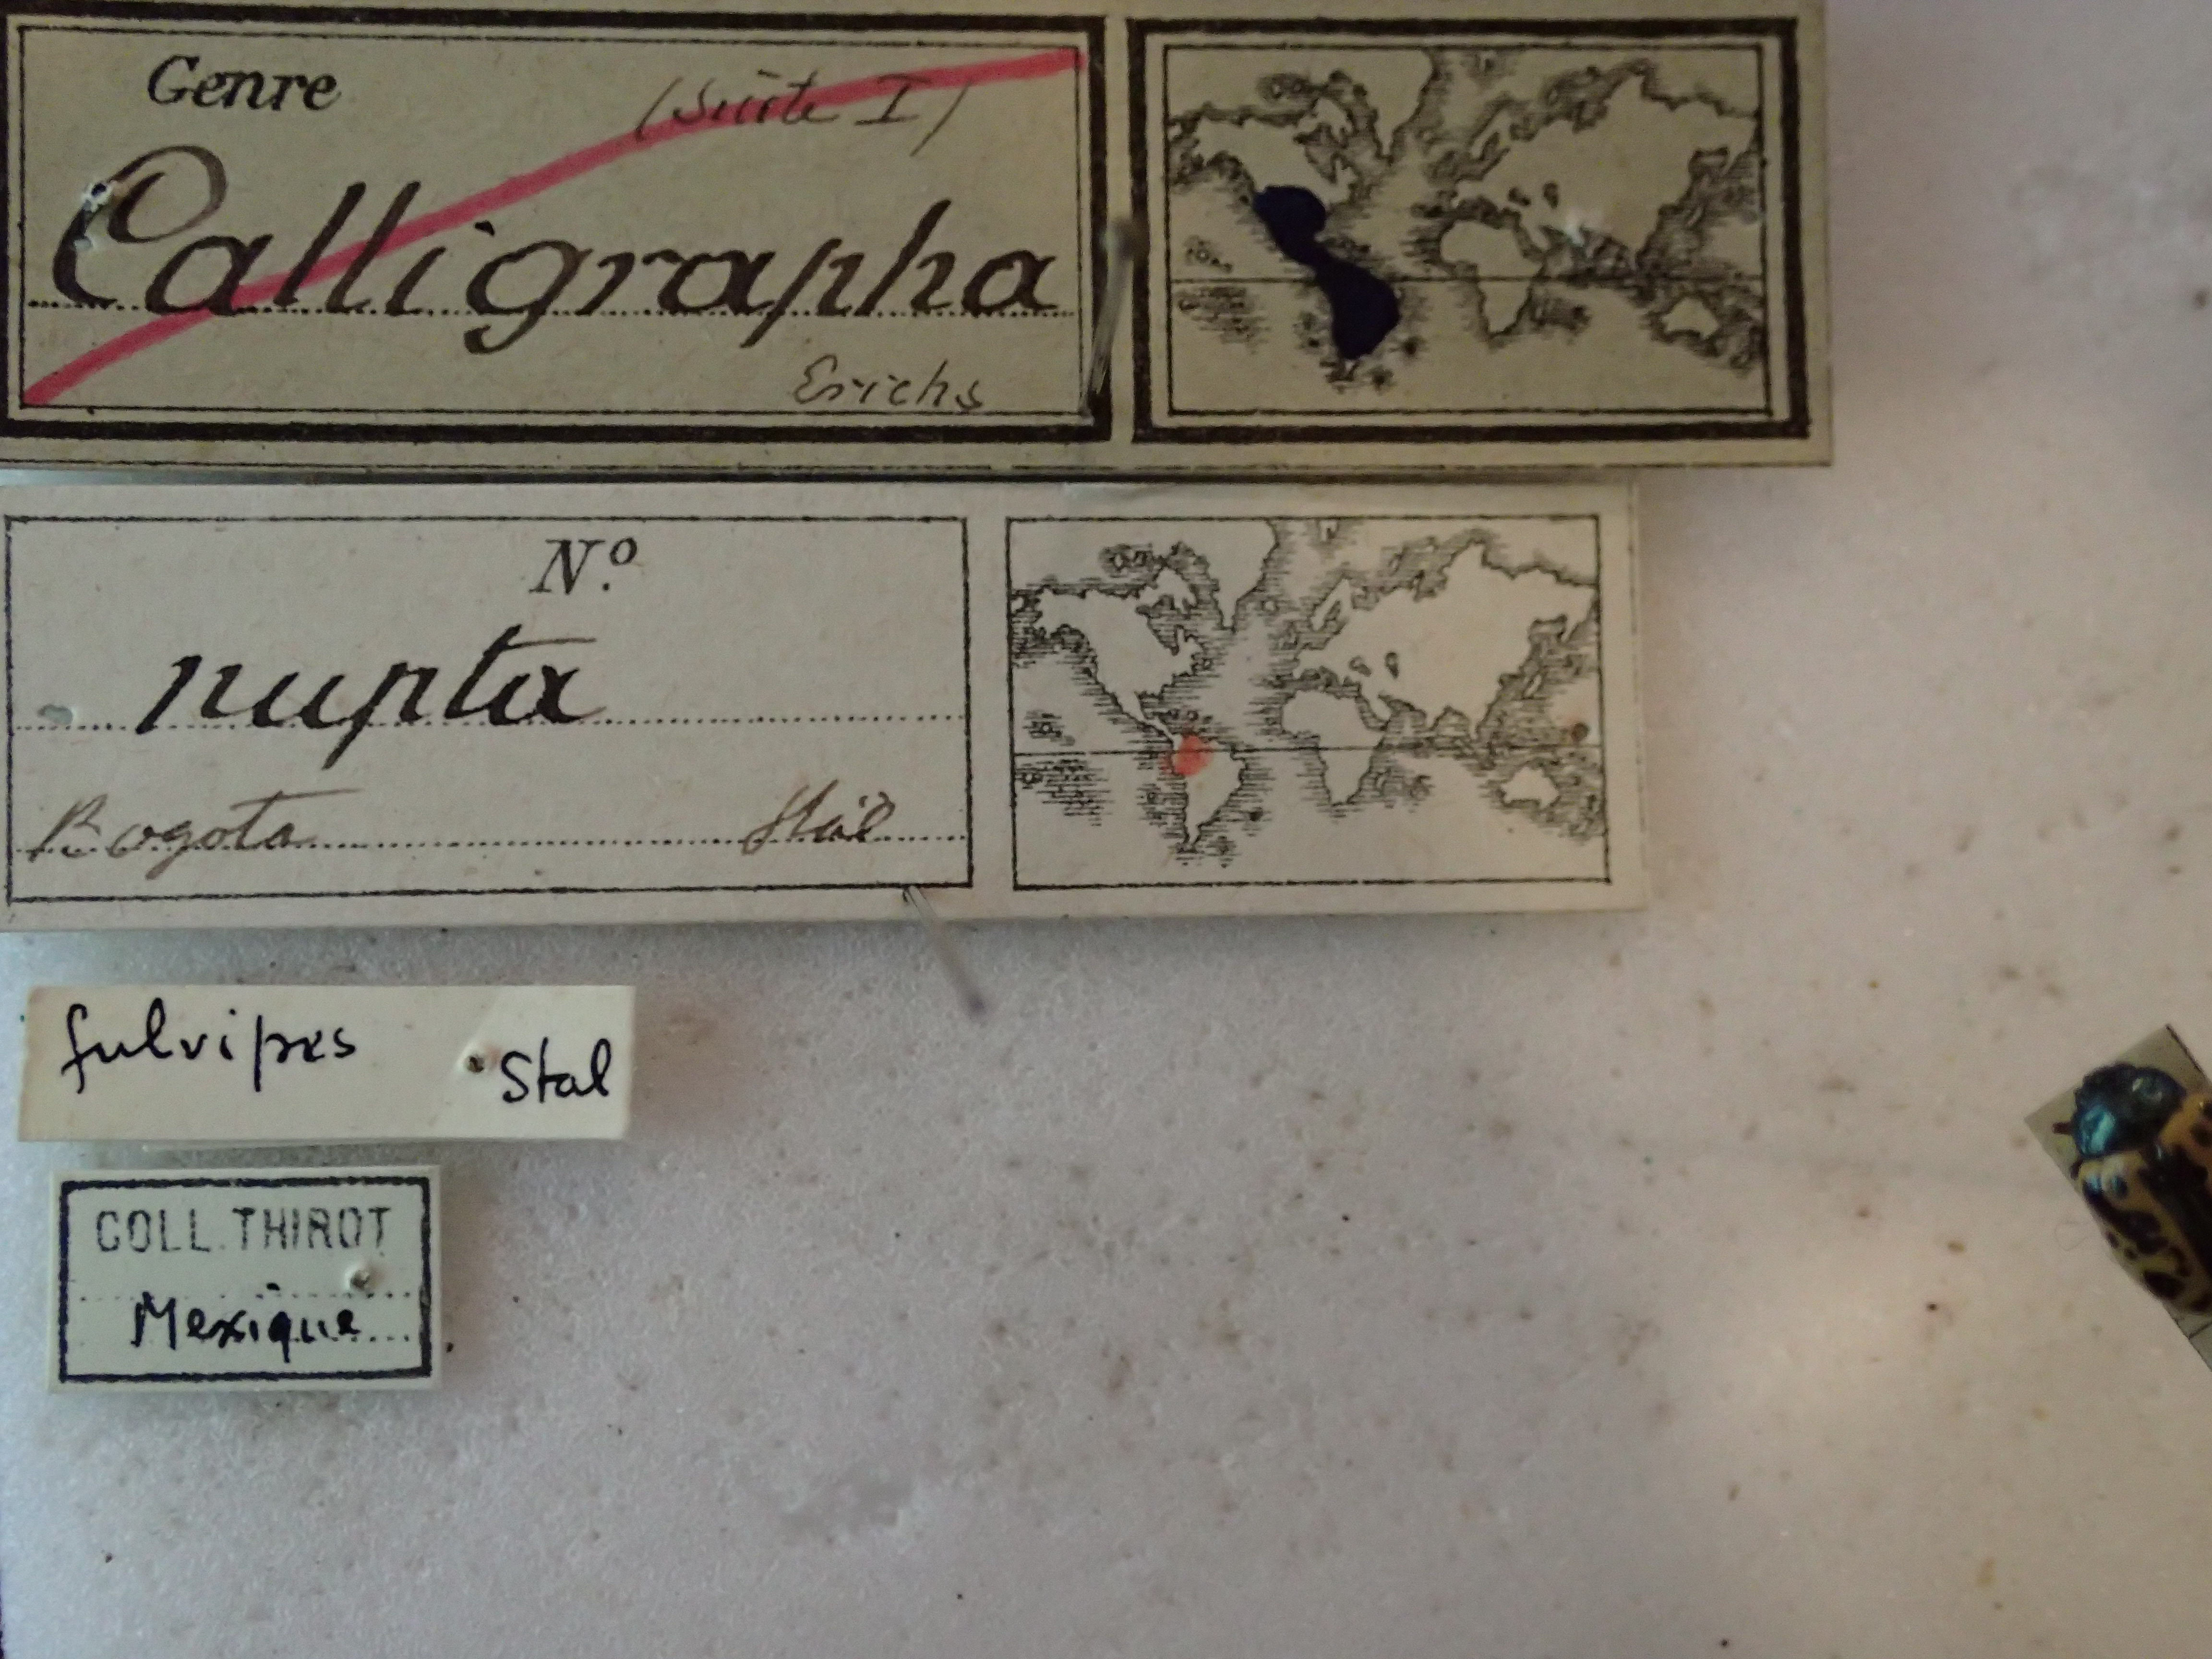 Genre (Suite I)
Calligrapha
Erichs
N.º
nupta
Bogota Stål
fulvipes Stal
COLL. THIROT
Mexique